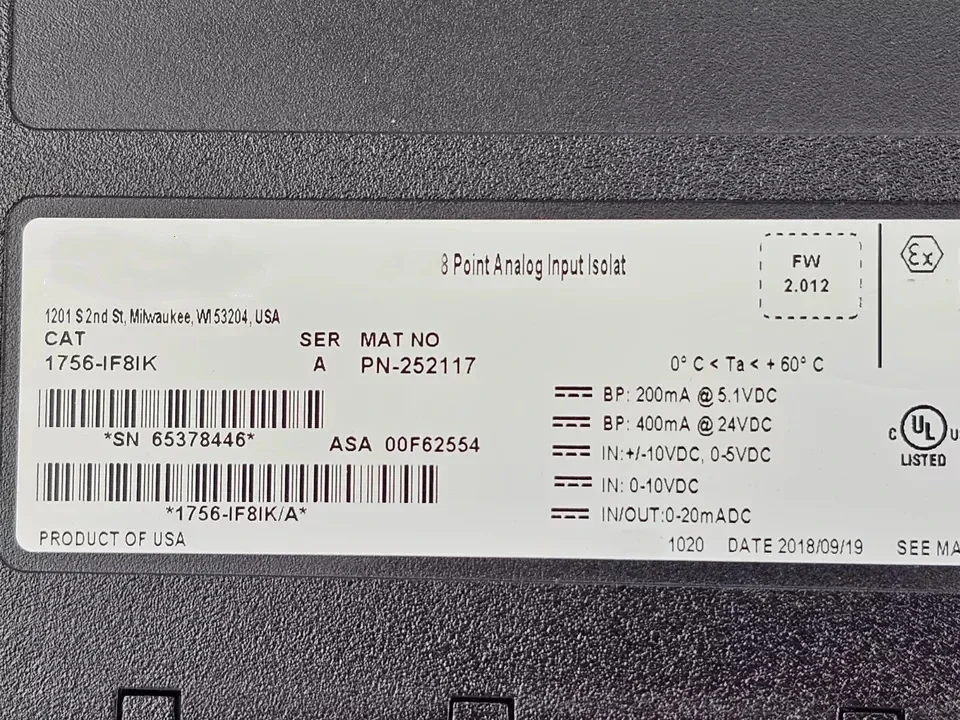 8 Point Analog Input Isolat
FW
2.012
Ex
1201 S 2nd St, Milwaukee, WI 53204, USA
CAT SER MAT NO
1756-IF8IK A PN-252117
0° C < Ta < + 60° C
BP: 200mA @ 5.1VDC
BP: 400mA @ 24VDC
*SN 65378446* ASA 00F62554
IN:+/-10VDC, 0-5VDC
IN: 0-10VDC
*1756-IF8IK/A*
IN/OUT:0-20mADC
C UL
LISTED
PRODUCT OF USA
1020 DATE 2018/09/19 SEE MA